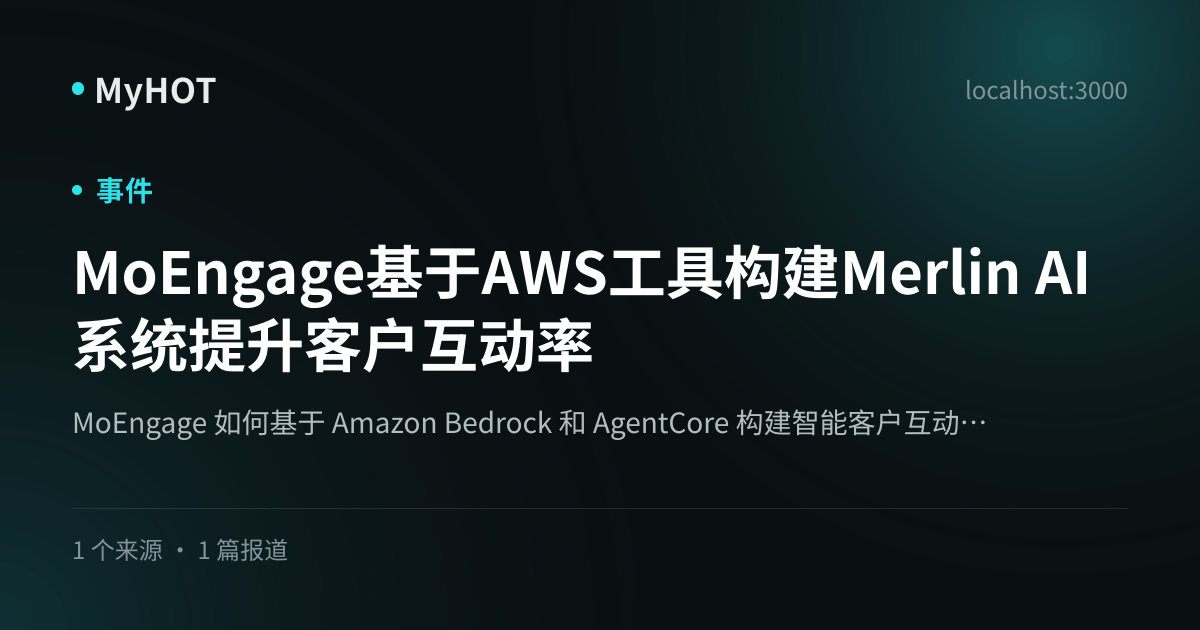 MyHOT
localhost:3000
事件
MoEngage基于AWS工具构建Merlin AI
系统提升客户互动率
MoEngage 如何基于 Amazon Bedrock 和 AgentCore 构建智能客户互动…
1 个来源 · 1 篇报道